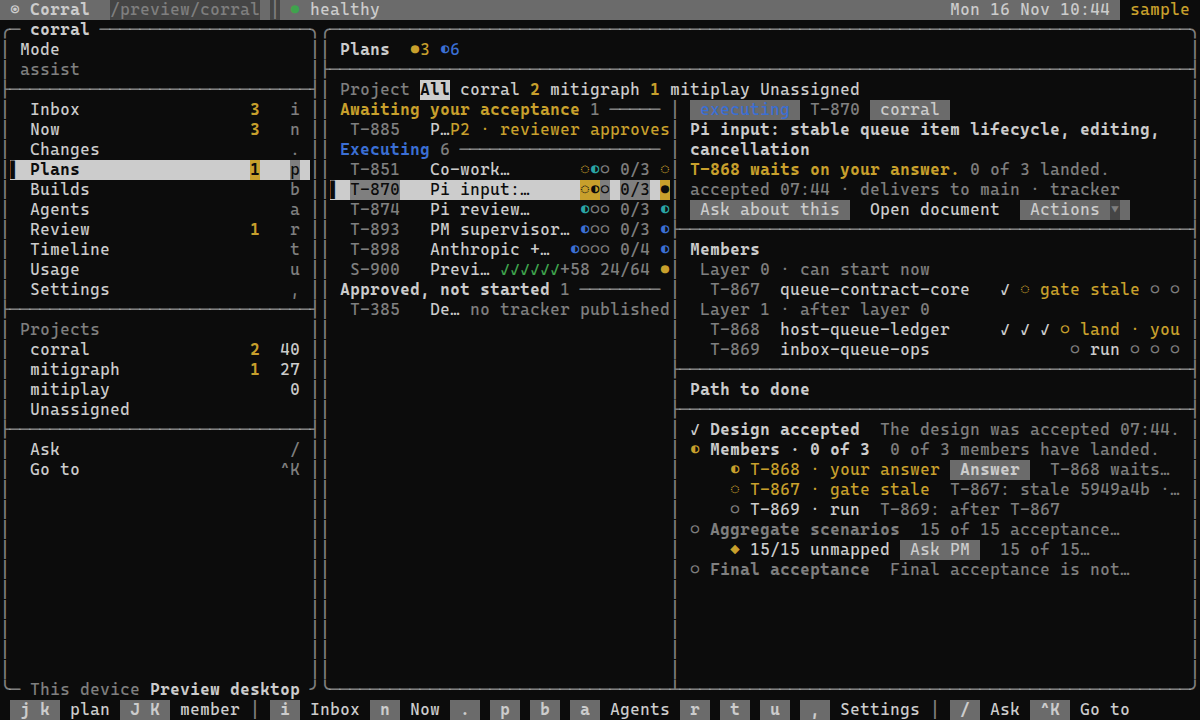 Corral /preview/corral healthy Mon 16 Nov 10:44 sample
corral
Mode
assist
Inbox 3 i
Now 3 n
Changes .
Plans 1 p
Builds b
Agents a
Review 1 r
Timeline t
Usage u
Settings ,
Projects
corral 2 40
mitigraph 1 27
mitiplay 0
Unassigned
Ask /
Go to ^K
This device Preview desktop
Plans ●3 ◐6
Project All corral 2 mitigraph 1 mitiplay Unassigned
Awaiting your acceptance 1
T-885 P…P2 · reviewer approves
Executing 6
T-851 Co-work… ◌◐○ 0/3 ◌
T-870 Pi input:… ◌◐○ 0/3 ●
T-874 Pi review… ◐○○ 0/3 ◐
T-893 PM supervisor… ◐○○ 0/3 ◐
T-898 Anthropic +… ◐○○○ 0/4 ◐
S-900 Previ… ✓✓✓✓✓✓+58 24/64 ●
Approved, not started 1
T-385 De… no tracker published
executing T-870 corral
Pi input: stable queue item lifecycle, editing,
cancellation
T-868 waits on your answer. 0 of 3 landed.
accepted 07:44 · delivers to main · tracker
Ask about this Open document Actions ▾
Members
Layer 0 · can start now
T-867 queue-contract-core ✓ ◌ gate stale ○ ○
Layer 1 · after layer 0
T-868 host-queue-ledger ✓ ✓ ✓ ○ land · you
T-869 inbox-queue-ops ○ run ○ ○ ○
Path to done
✓ Design accepted The design was accepted 07:44.
◐ Members · 0 of 3 0 of 3 members have landed.
◐ T-868 · your answer Answer T-868 waits…
◌ T-867 · gate stale T-867: stale 5949a4b ·…
○ T-869 · run T-869: after T-867
○ Aggregate scenarios 15 of 15 acceptance…
◆ 15/15 unmapped Ask PM 15 of 15…
○ Final acceptance Final acceptance is not…
j k plan J K member | i Inbox n Now . p b a Agents r t u , Settings | / Ask ^K Go to